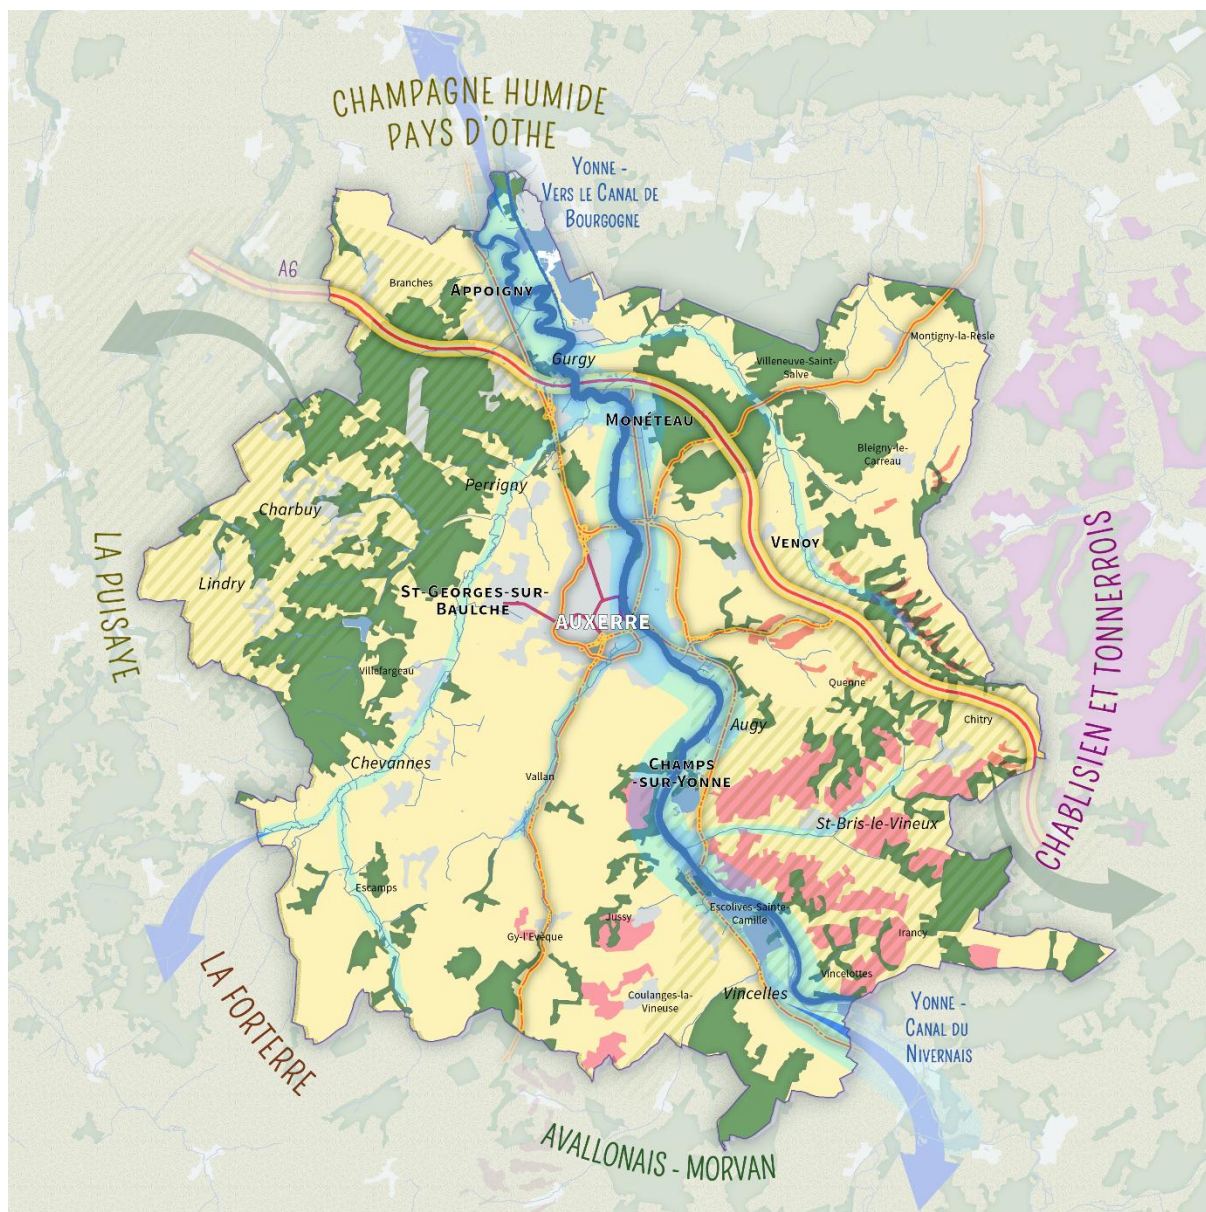 CHAMPAGNE HUMIDE
PAYS D'OTHE
YONNE -
VERS LE CANAL DE
BOURGOGNE
A6
Branches
APPOIGNY
Gurgy
Montigny-la-Resle
Villeneuve-Saint-
Salve
MONÉTEAU
Bleigny-le-
Carreau
Perrigny
Charbuy
VENOY
Lindry
LA PUISAYE
ST-GEORGES-SUR-
BAULCHE
AUXERRE
CHABLISIEN ET TONNERROIS
Villefargeau
Quenne
Chitry
Augy
Chevannes
Vallan
CHAMPS
-SUR-YONNE
St-Bris-le-Vineux
Escamps
Escolives-Sainte-
Camille
Jussy
Gy-l'Evêque
Irancy
Vincelottes
Vincelles
Coulanges-la-
Vineuse
LA FORTERRE
YONNE -
CANAL DU
NIVERNAIS
AVALLONAIS - MORVAN